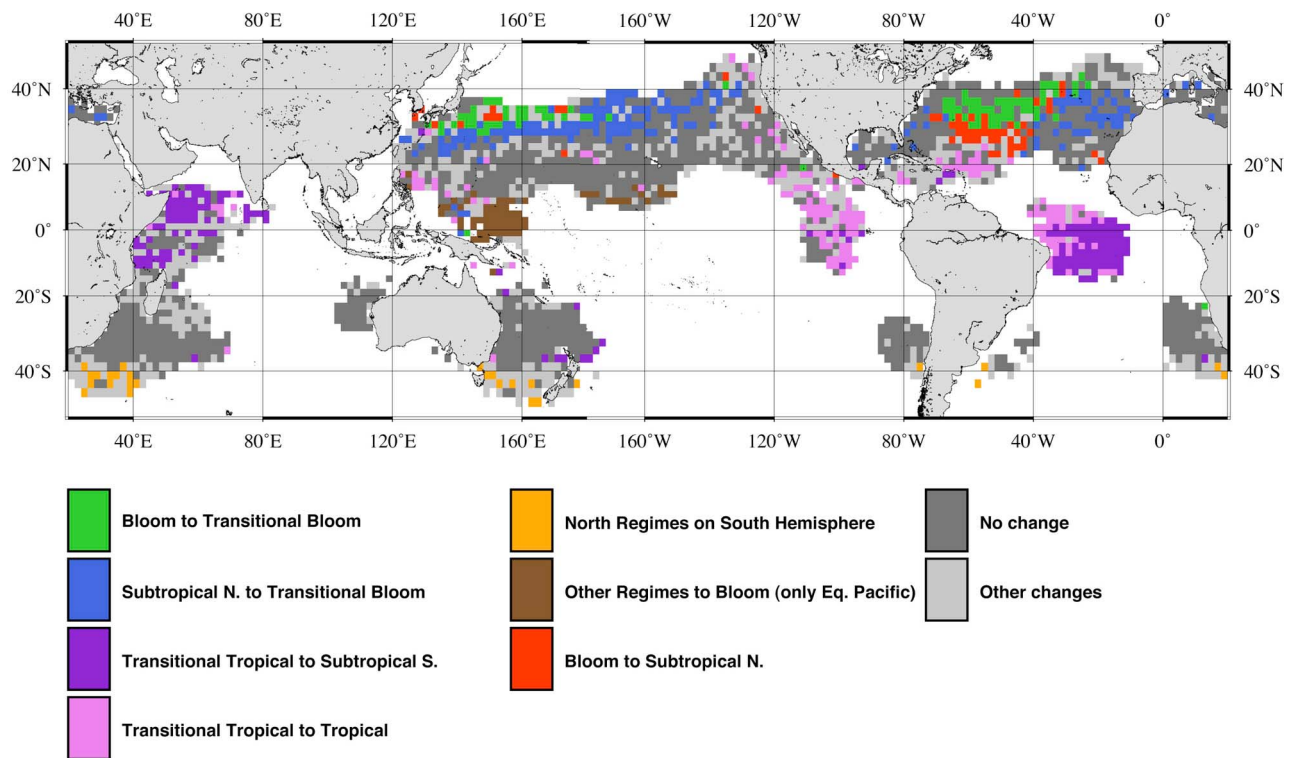 40°E 80°E 120°E 160°E 160°W 120°W 80°W 40°W 0°
40°N 40°N
20°N 20°N
0° 0°
20°S 20°S
40°S 40°S
40°E 80°E 120°E 160°E 160°W 120°W 80°W 40°W 0°
Bloom to Transitional Bloom
North Regimes on South Hemisphere
No change
Subtropical N. to Transitional Bloom
Other Regimes to Bloom (only Eq. Pacific)
Other changes
Transitional Tropical to Subtropical S.
Bloom to Subtropical N.
Transitional Tropical to Tropical